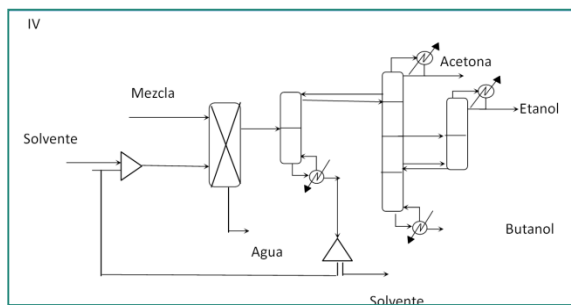 IV
Acetona
Mezcla
Etanol
Solvente
Agua
Butanol
Solvente